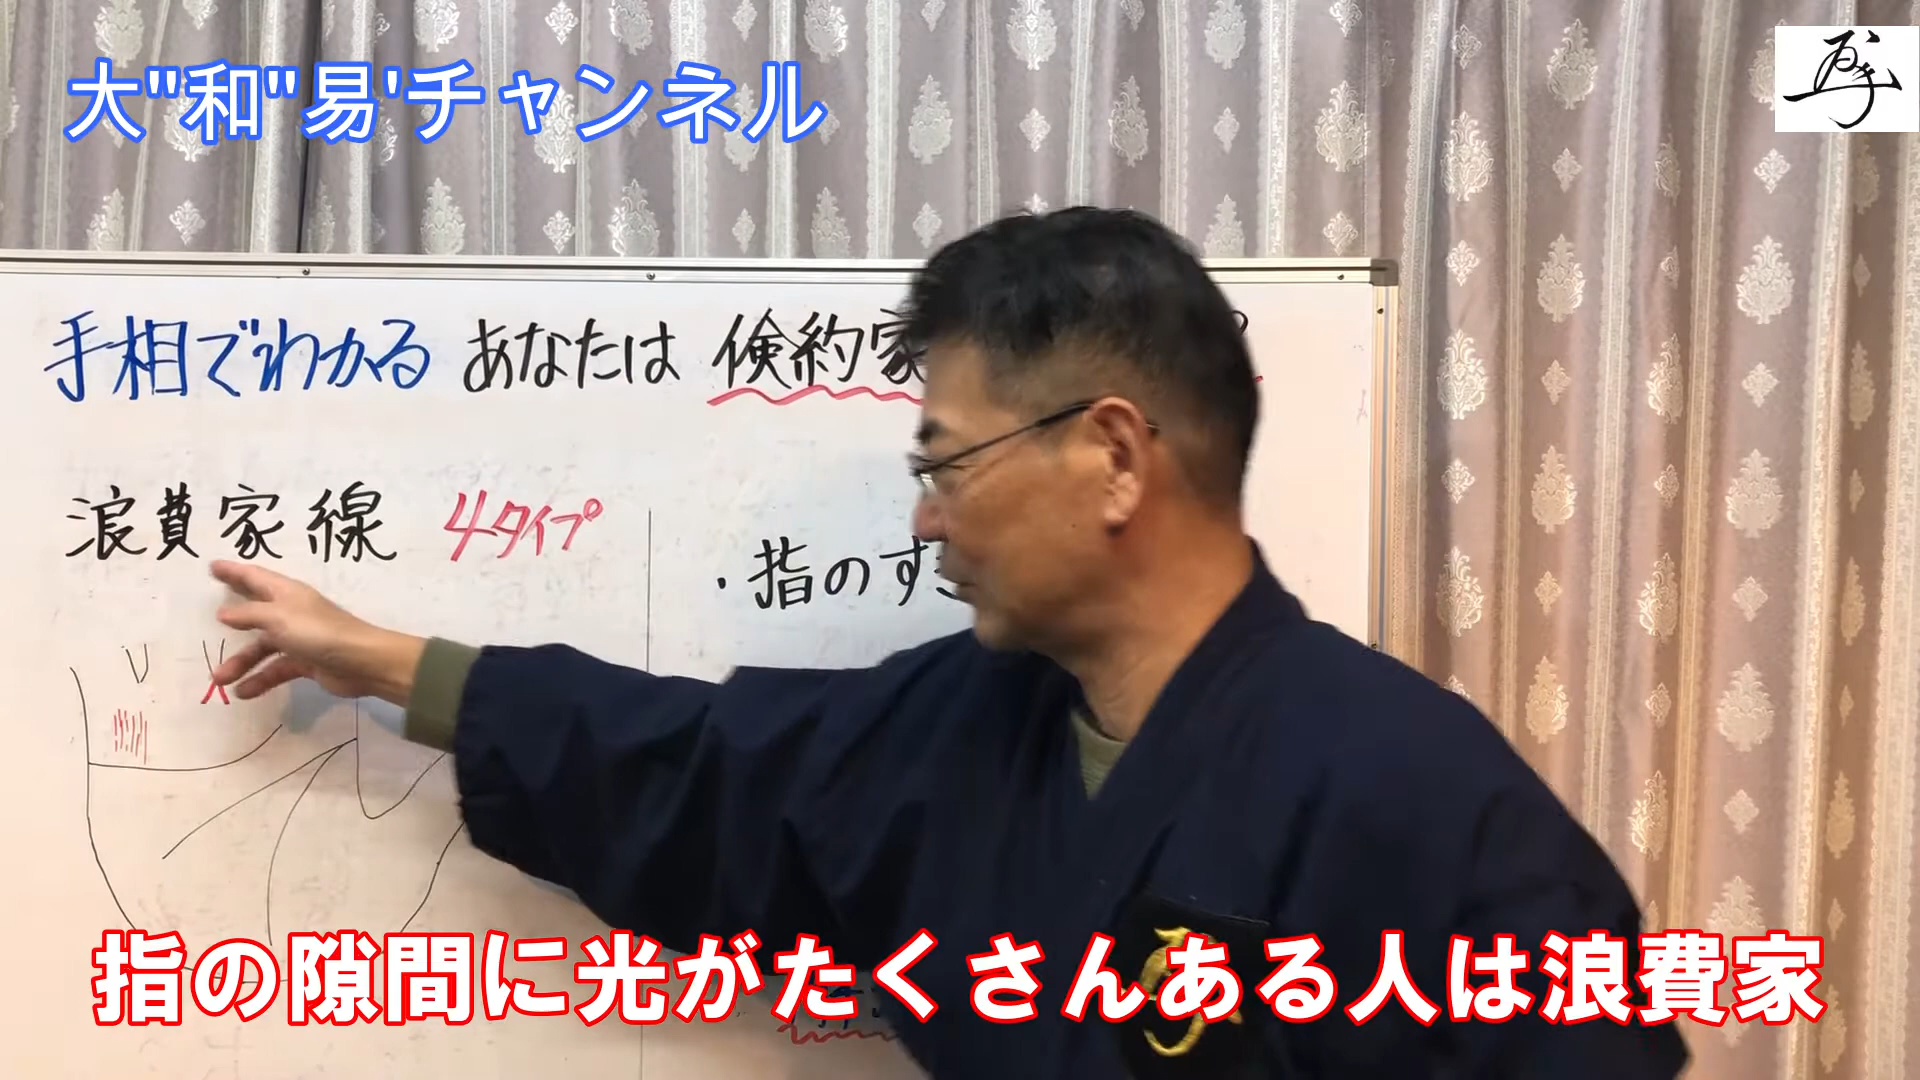 大"和"易'チャンネル
手相でわかる あなたは 倹約家
浪費家線 4タイプ
・指のすき
指の隙間に光がたくさんある人は浪費家